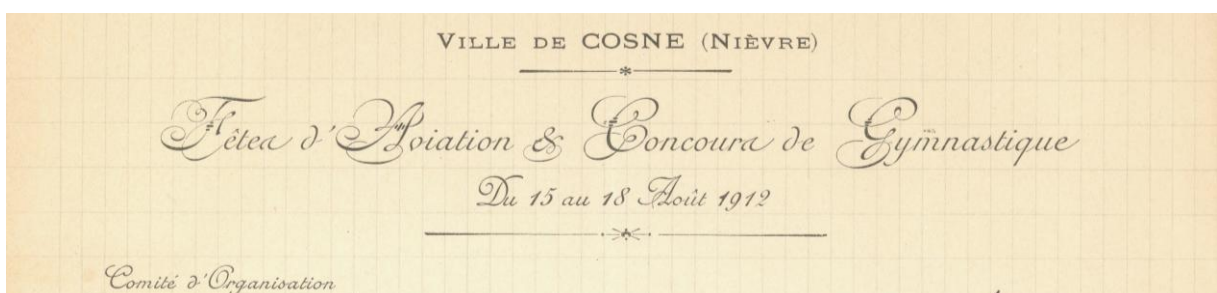 VILLE DE COSNE (NIÈVRE)
Fêtes d'Aviation & Concours de Gymnastique
Du 15 au 18 Août 1912
Comité d'Organisation